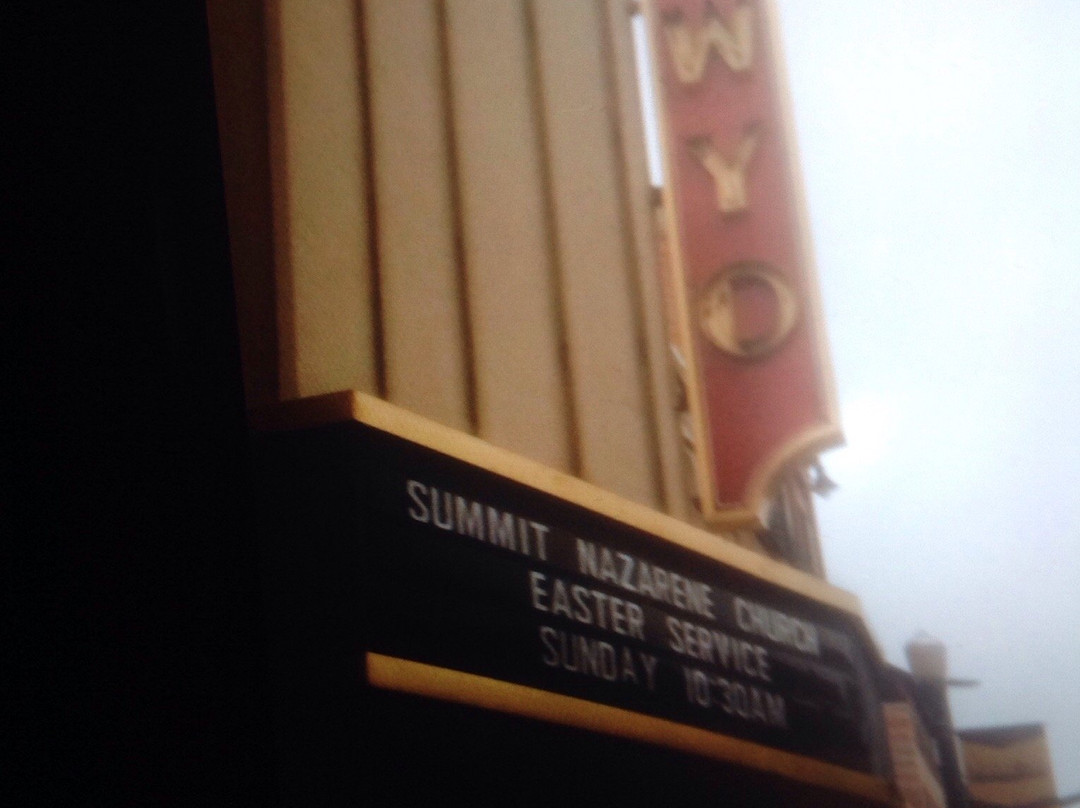 WYO
SUMMIT NAZARENE CHURCH
EASTER SERVICE
SUNDAY 10:30AM